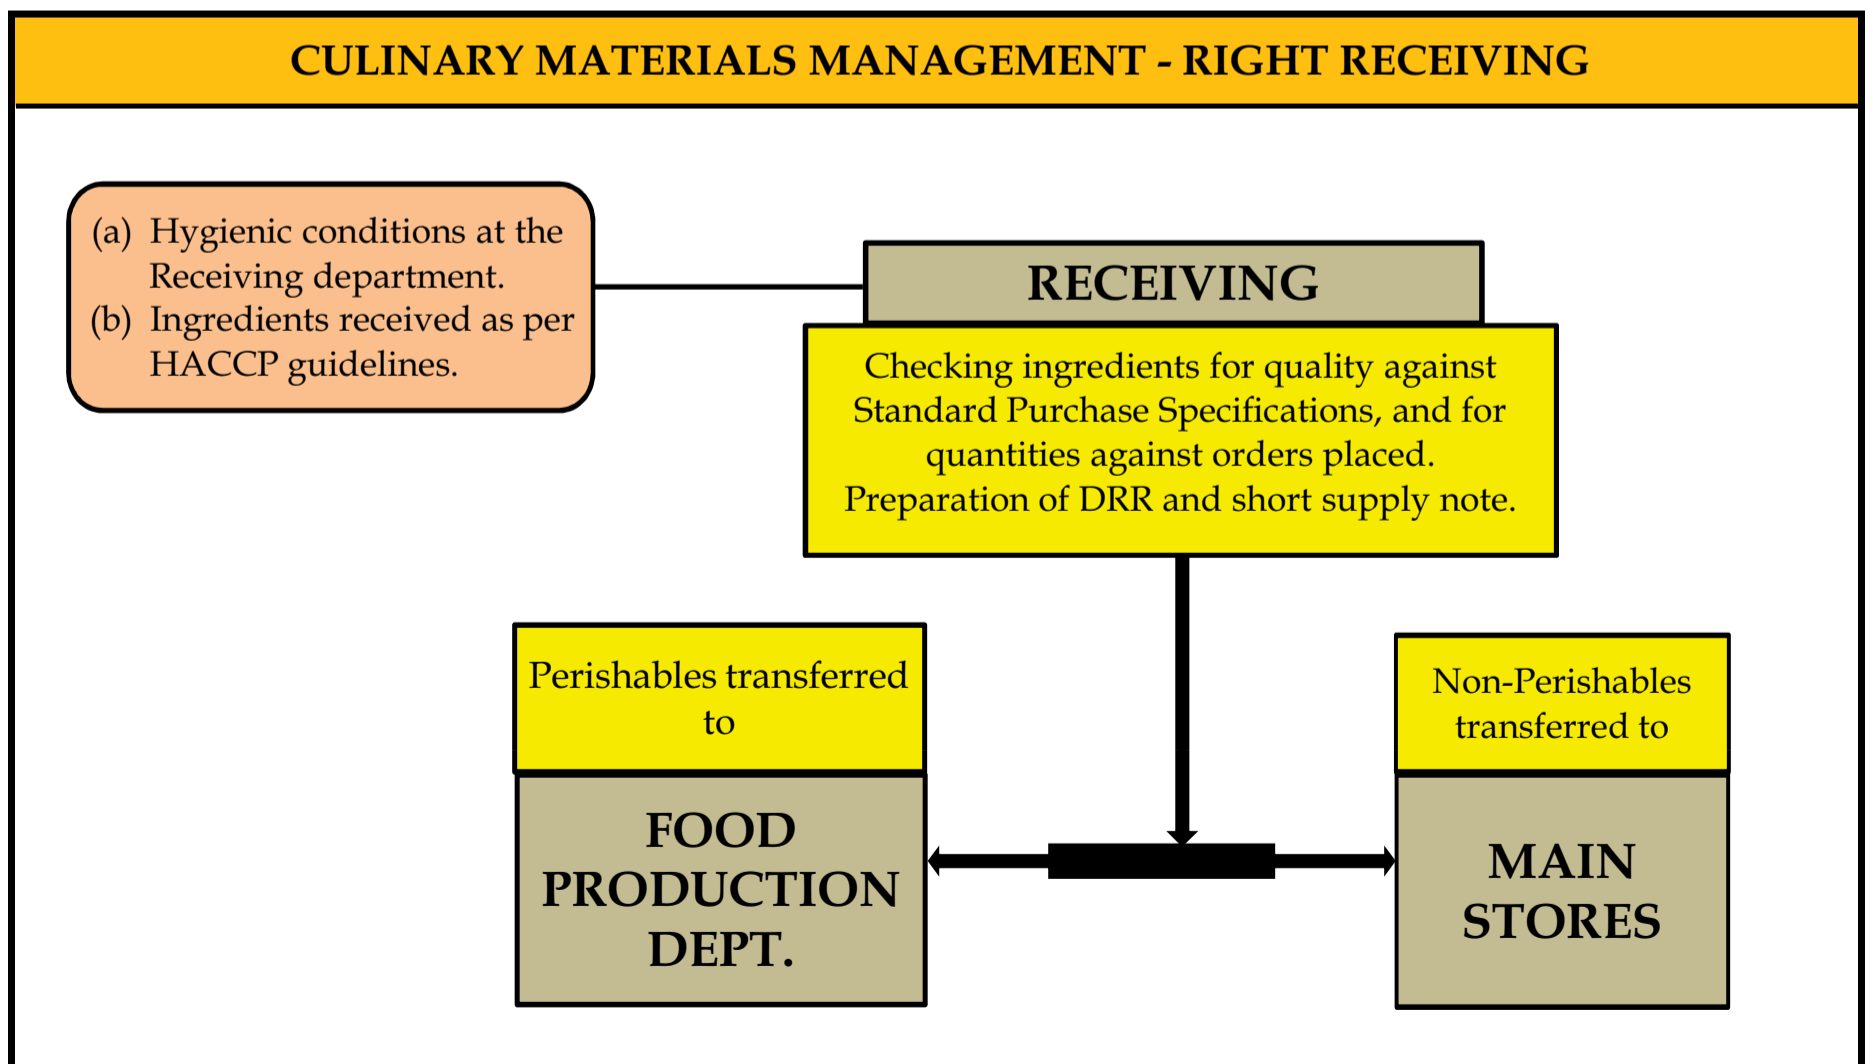 CULINARY MATERIALS MANAGEMENT - RIGHT RECEIVING
(a) Hygienic conditions at the
Receiving department.
(b) Ingredients received as per
HACCP guidelines.
RECEIVING
Checking ingredients for quality against
Standard Purchase Specifications, and for
quantities against orders placed.
Preparation of DRR and short supply note.
Perishables transferred
to
FOOD
PRODUCTION
DEPT.
Non-Perishables
transferred to
MAIN
STORES